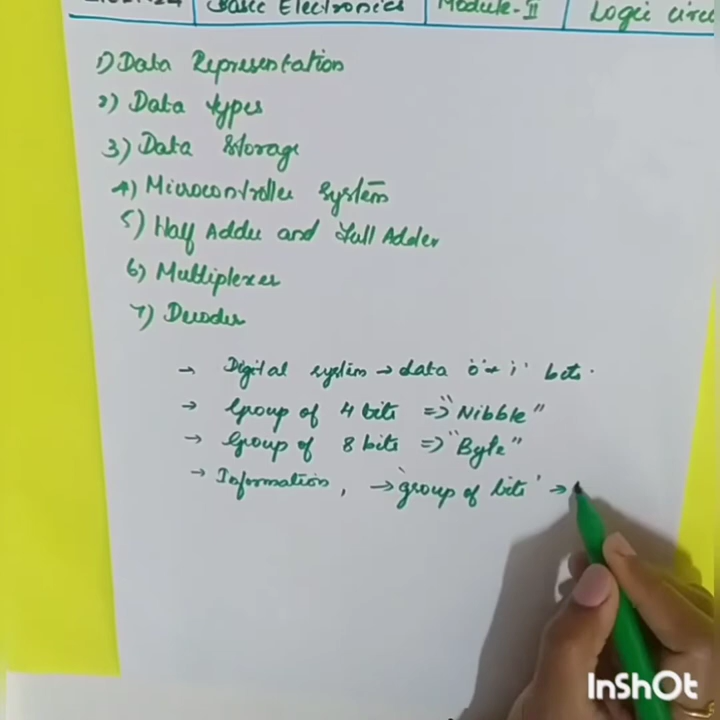 Basic Electronics Module-II Logic
1) Data Representation
2) Data types
3) Data Storage
4) Microcontroller System
5) Half Adder and Full Adder
6) Multiplexer
7) Decoder
→ Digital system → data '0' or '1' bits.
→ Group of 4 bits => "Nibble"
→ Group of 8 bits => "Byte"
→ Information, → 'group of bits' →
InShOt